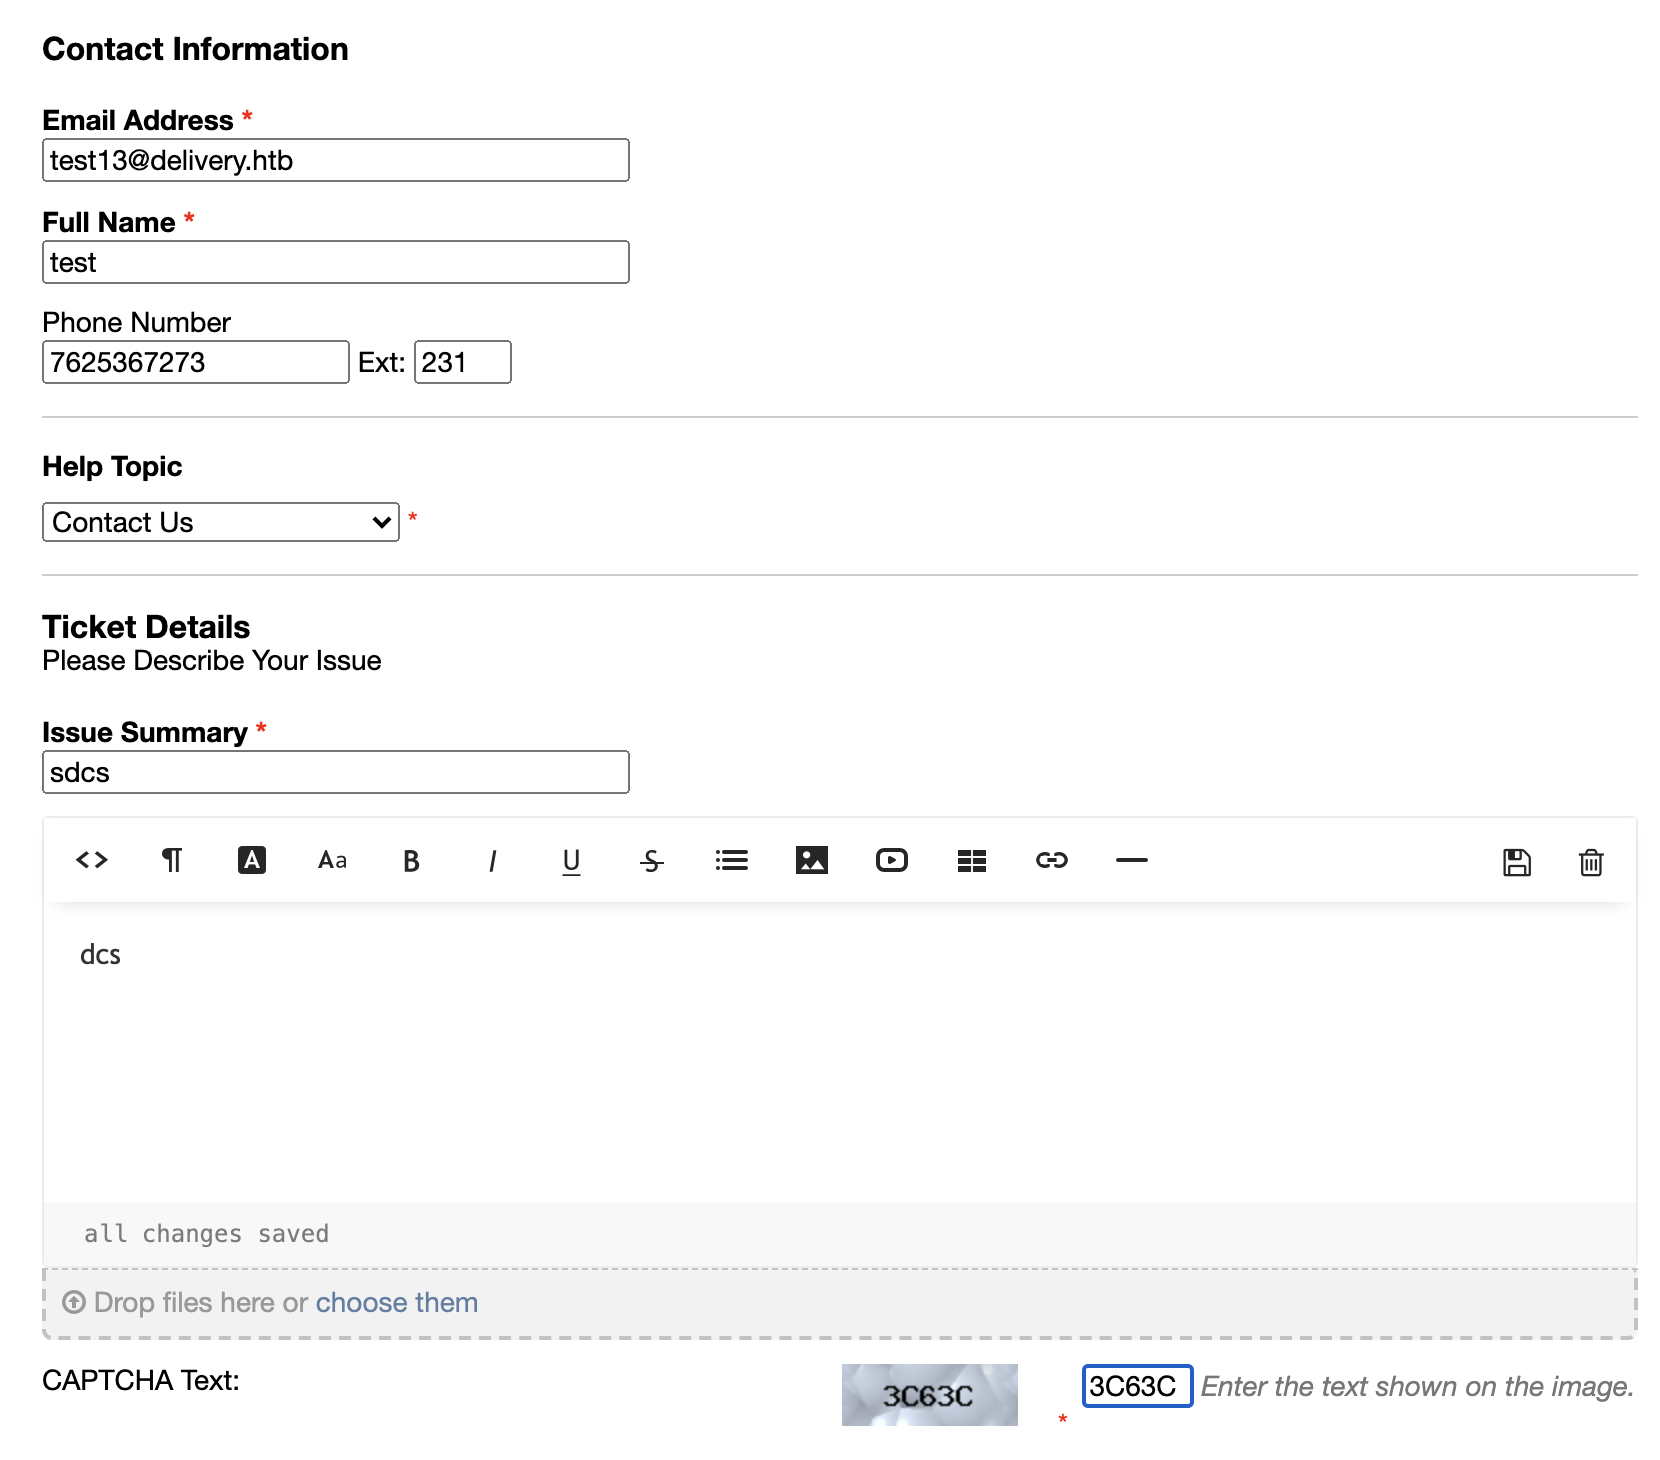 Contact Information
Email Address *
test13@delivery.htb
Full Name *
test
Phone Number
7625367273 Ext: 231
Help Topic
Contact Us *
Ticket Details
Please Describe Your Issue
Issue Summary *
sdcs
<> ¶ A Aa B I U S
dcs
all changes saved
Drop files here or choose them
CAPTCHA Text: 3C63C * 3C63C Enter the text shown on the image.